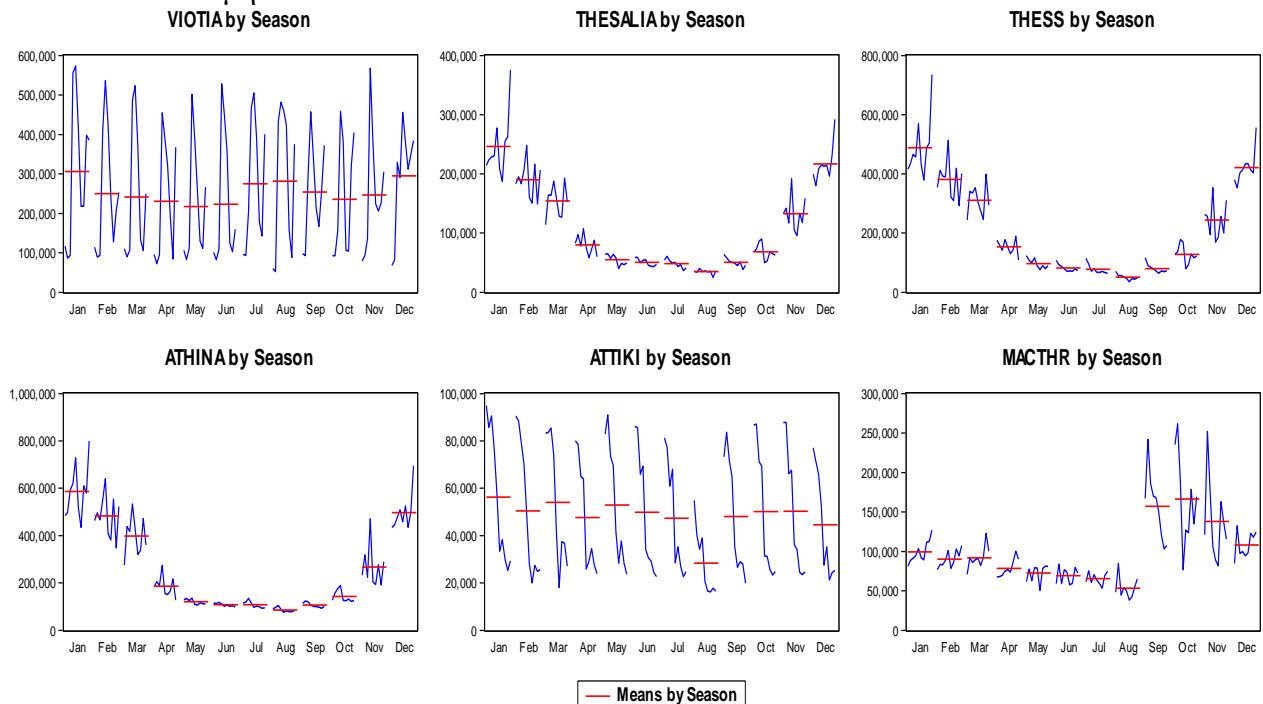 VIOTIA by Season
THESALIA by Season
THESS by Season
600,000
500,000
400,000
300,000
200,000
100,000
0
Jan Feb Mar Apr May Jun Jul Aug Sep Oct Nov Dec
400,000
300,000
200,000
100,000
0
Jan Feb Mar Apr May Jun Jul Aug Sep Oct Nov Dec
800,000
600,000
400,000
200,000
0
Jan Feb Mar Apr May Jun Jul Aug Sep Oct Nov Dec
ATHINA by Season
ATTIKI by Season
MACTHR by Season
1,000,000
800,000
600,000
400,000
200,000
0
Jan Feb Mar Apr May Jun Jul Aug Sep Oct Nov Dec
100,000
80,000
60,000
40,000
20,000
0
Jan Feb Mar Apr May Jun Jul Aug Sep Oct Nov Dec
300,000
250,000
200,000
150,000
100,000
50,000
0
Jan Feb Mar Apr May Jun Jul Aug Sep Oct Nov Dec
Means by Season